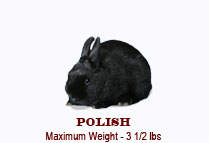 POLISH
Maximum Weight - 3 1/2 lbs